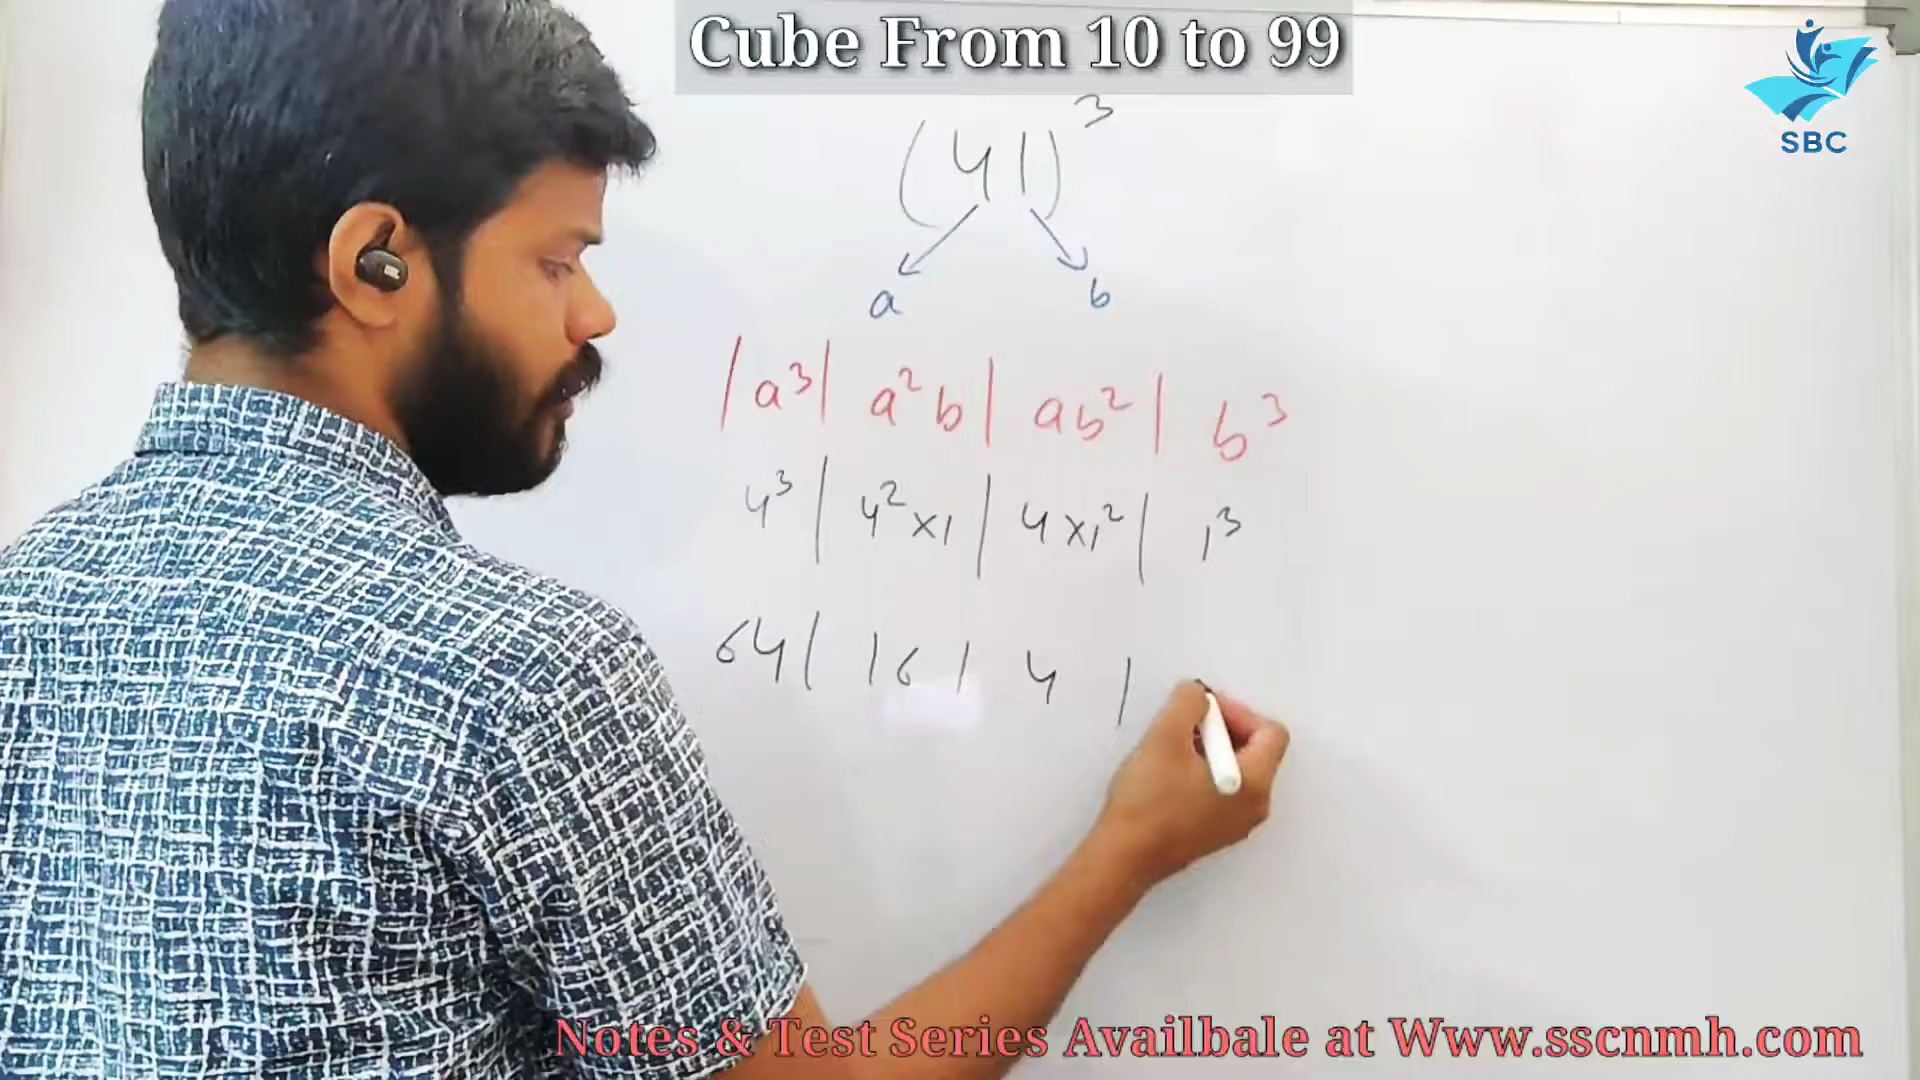 Cube From 10 to 99
SBC
(41)³
a b
| a³ | a²b | ab² | b³
4³ | 4²×1 | 4×1² | 1³
64 | 16 | 4 |
Notes & Test Series Availbale at Www.sscnmh.com